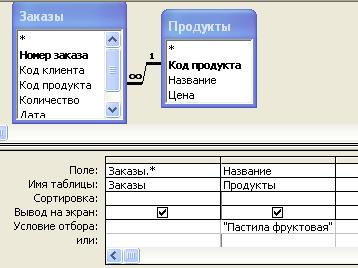 Заказы
*
Номер заказа
Код клиента
Код продукта
Количество
Дата
∞
1
Продукты
*
Код продукта
Название
Цена
Поле: Заказы.* Название
Имя таблицы: Заказы Продукты
Сортировка:
Вывод на экран:
Условие отбора: "Пастила фруктовая"
или: